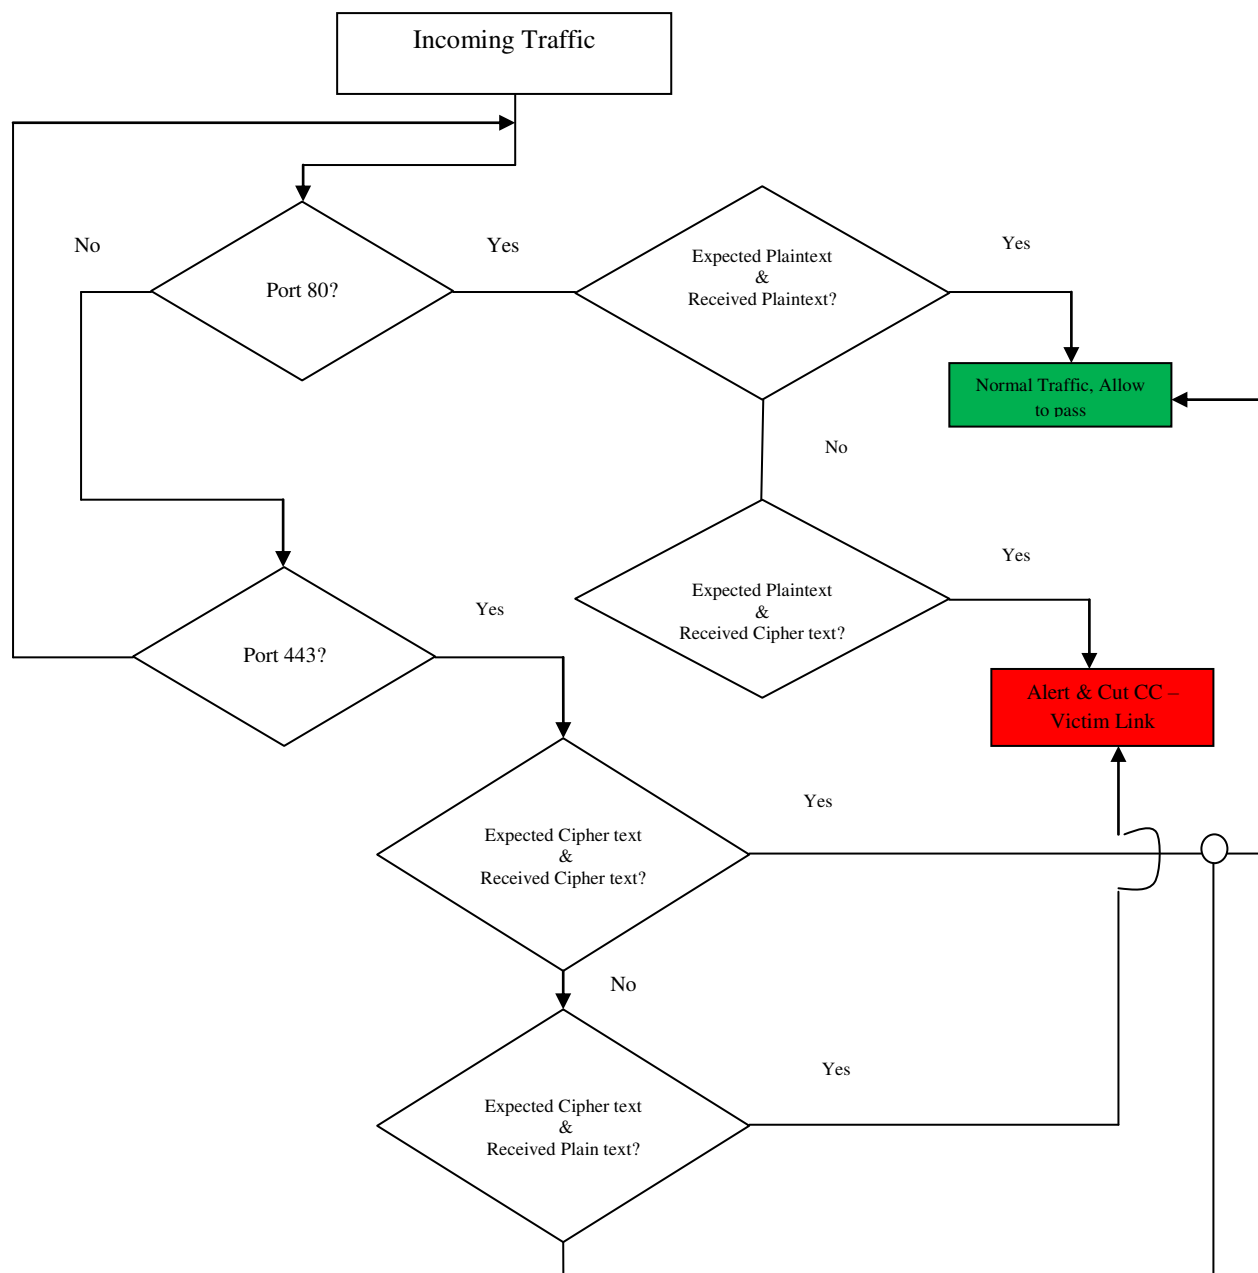 Incoming Traffic
No
Yes
Port 80?
Expected Plaintext
&
Received Plaintext?
Yes
Normal Traffic, Allow
to pass
No
Expected Plaintext
&
Received Cipher text?
Yes
Port 443?
Yes
Alert & Cut CC –
Victim Link
Expected Cipher text
&
Received Cipher text?
Yes
No
Expected Cipher text
&
Received Plain text?
Yes